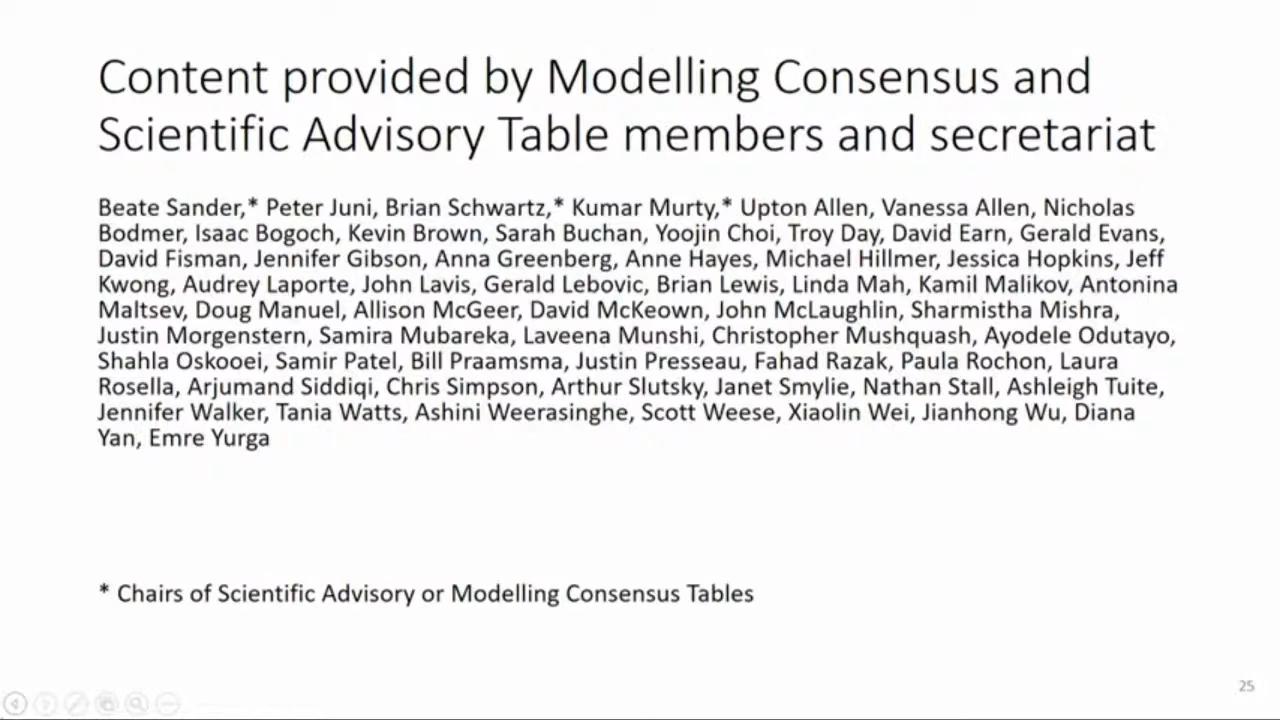 Content provided by Modelling Consensus and
Scientific Advisory Table members and secretariat
Beate Sander,* Peter Juni, Brian Schwartz,* Kumar Murty,* Upton Allen, Vanessa Allen, Nicholas
Bodmer, Isaac Bogoch, Kevin Brown, Sarah Buchan, Yoojin Choi, Troy Day, David Earn, Gerald Evans,
David Fisman, Jennifer Gibson, Anna Greenberg, Anne Hayes, Michael Hillmer, Jessica Hopkins, Jeff
Kwong, Audrey Laporte, John Lavis, Gerald Lebovic, Brian Lewis, Linda Mah, Kamil Malikov, Antonina
Maltsev, Doug Manuel, Allison McGeer, David McKeown, John McLaughlin, Sharmistha Mishra,
Justin Morgenstern, Samira Mubareka, Laveena Munshi, Christopher Mushquash, Ayodele Odutayo,
Shahla Oskooei, Samir Patel, Bill Praamsma, Justin Presseau, Fahad Razak, Paula Rochon, Laura
Rosella, Arjumand Siddiqi, Chris Simpson, Arthur Slutsky, Janet Smylie, Nathan Stall, Ashleigh Tuite,
Jennifer Walker, Tania Watts, Ashini Weerasinghe, Scott Weese, Xiaolin Wei, Jianhong Wu, Diana
Yan, Emre Yurga
* Chairs of Scientific Advisory or Modelling Consensus Tables
25